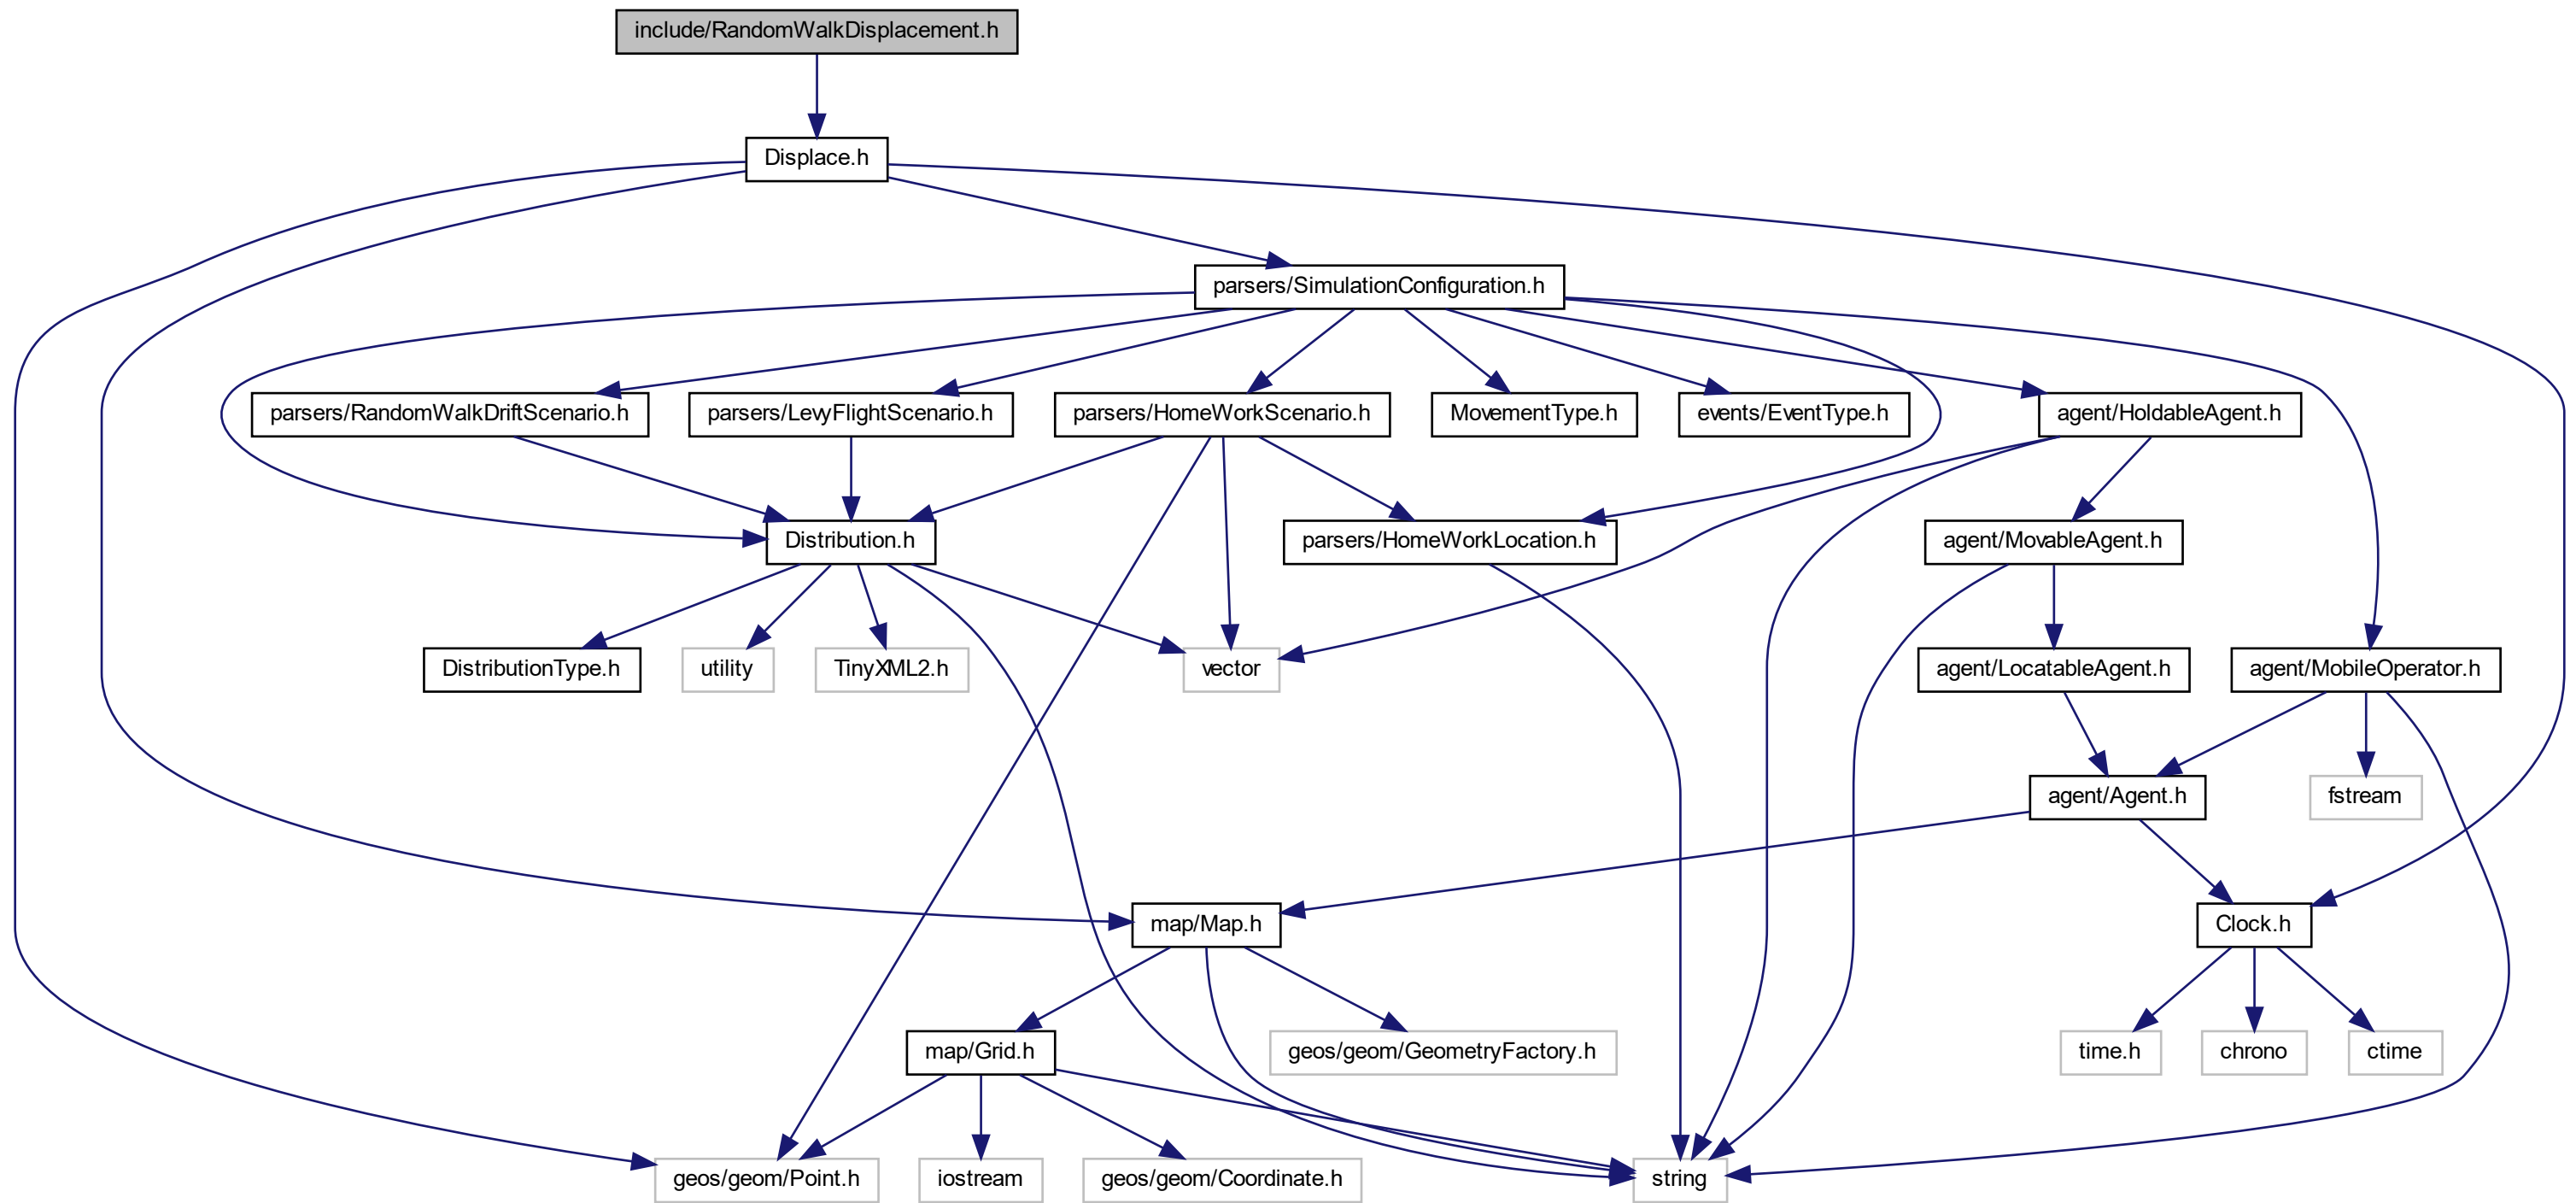 include/RandomWalkDisplacement.h
Displace.h
parsers/SimulationConfiguration.h
parsers/RandomWalkDriftScenario.h
parsers/LevyFlightScenario.h
parsers/HomeWorkScenario.h
MovementType.h
events/EventType.h
agent/HoldableAgent.h
Distribution.h
parsers/HomeWorkLocation.h
agent/MovableAgent.h
DistributionType.h
utility
TinyXML2.h
vector
agent/LocatableAgent.h
agent/MobileOperator.h
agent/Agent.h
fstream
map/Map.h
Clock.h
map/Grid.h
geos/geom/GeometryFactory.h
time.h
chrono
ctime
geos/geom/Point.h
iostream
geos/geom/Coordinate.h
string